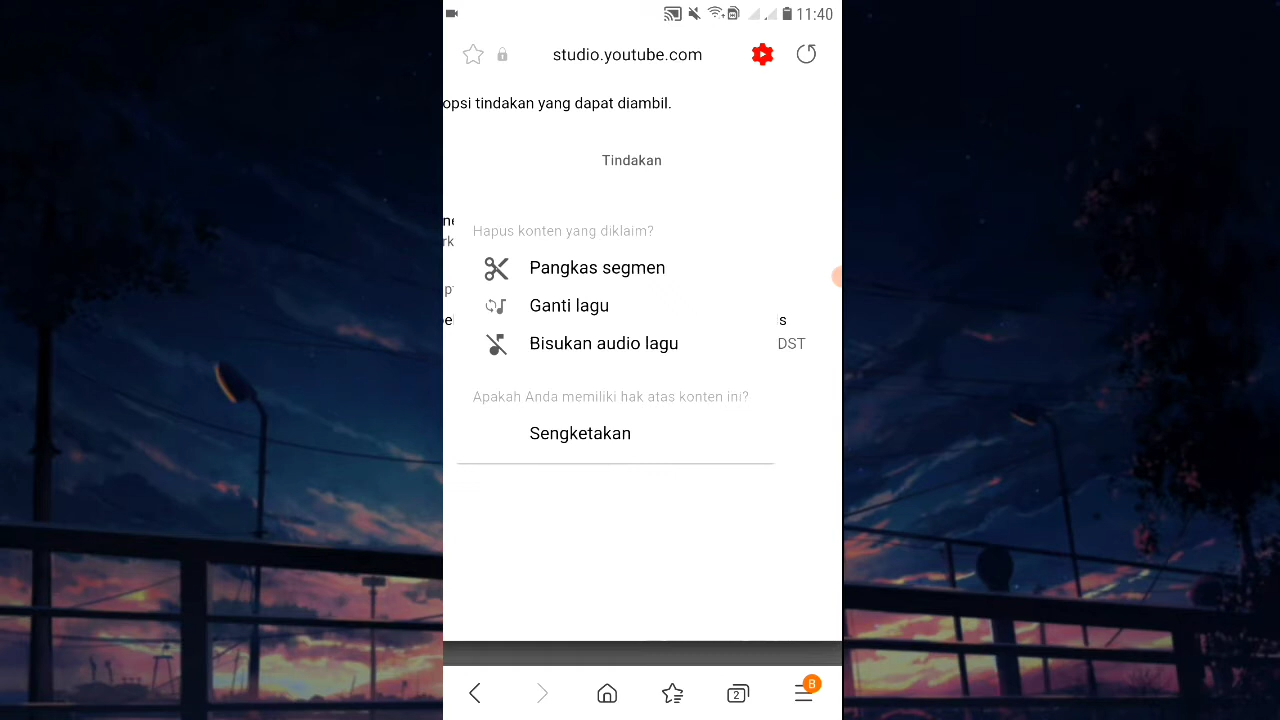 11:40
studio.youtube.com
opsi tindakan yang dapat diambil.
Tindakan
Hapus konten yang diklaim?
Pangkas segmen
Ganti lagu
s
Bisukan audio lagu
DST
Apakah Anda memiliki hak atas konten ini?
Sengketakan
2
8